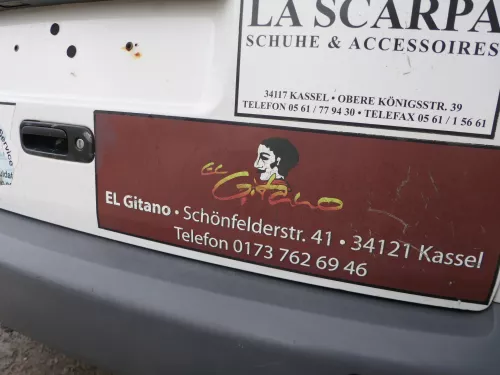 LA SCARPA
SCHUHE & ACCESSOIRES
34117 KASSEL • OBERE KÖNIGSSTR. 39
TELEFON 05 61 / 77 94 30 • TELEFAX 05 61 / 1 56 61
EL
Gitano
EL Gitano • Schönfelderstr. 41 • 34121 Kassel
Telefon 0173 762 69 46
Service